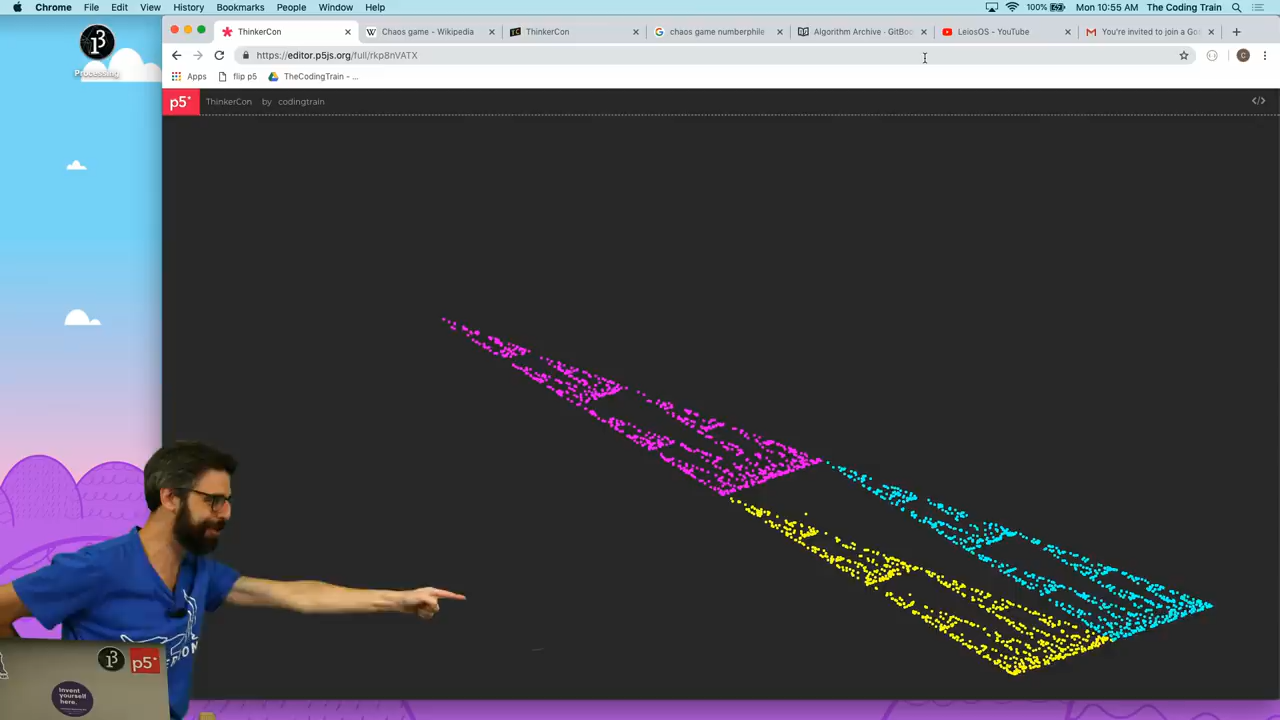 Chrome File Edit View History Bookmarks People Window Help 100% Mon 10:55 AM The Coding Train
ThinkerCon Chaos game - Wikipedia ThinkerCon chaos game numberphile Algorithm Archive · GitBoo LeiosOS - YouTube You're invited to join a Go
https://editor.p5js.org/full/rkp8nVATX C
Apps flip p5 TheCodingTrain - ...
p5* ThinkerCon by codingtrain </>
Processing
p5*
Invent
yourself
here.